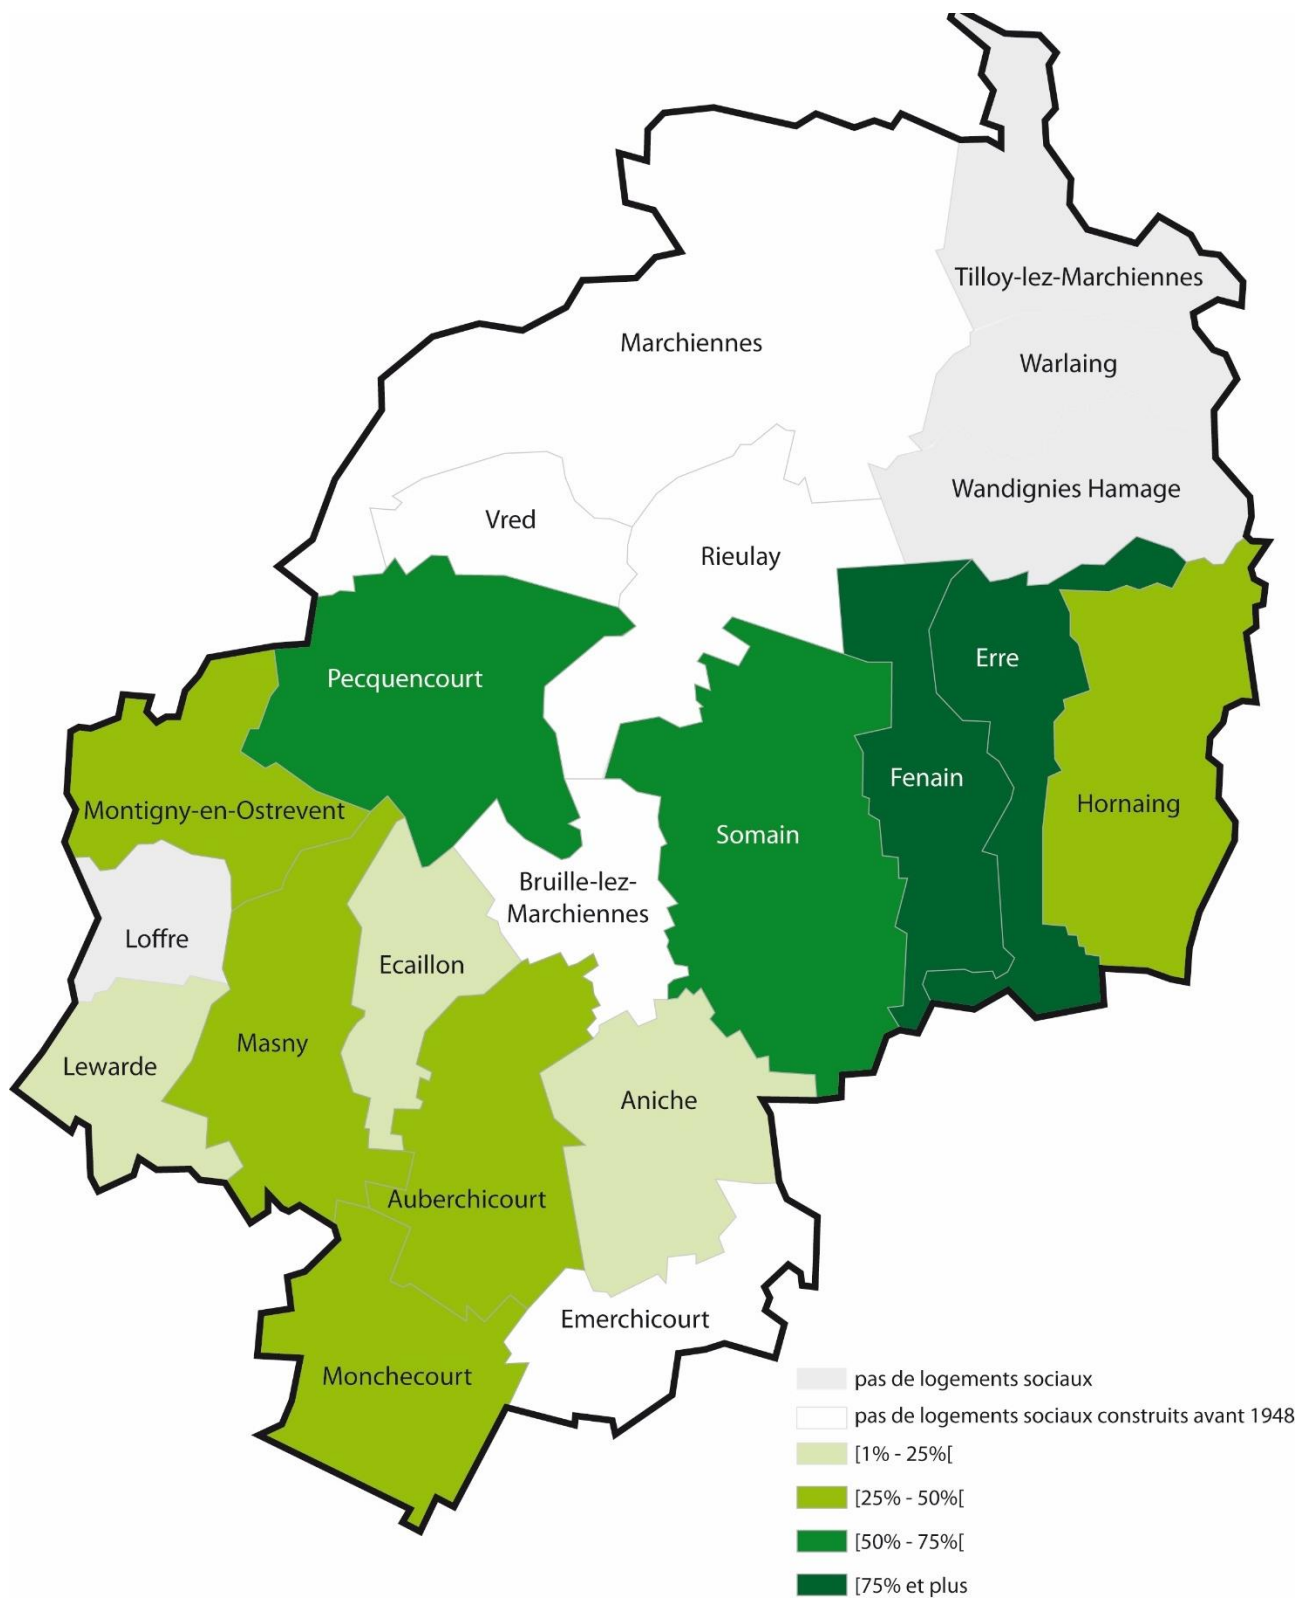 Tilloy-lez-Marchiennes
Marchiennes
Warlaing
Wandignies Hamage
Vred
Rieulay
Erre
Pecquencourt
Fenain
Hornaing
Montigny-en-Ostrevent
Somain
Bruille-lez-
Marchiennes
Loffre
Ecaillon
Masny
Lewarde
Aniche
Auberchicourt
Emerchicourt
Monchecourt
pas de logements sociaux
pas de logements sociaux construits avant 1948
[1% - 25%[
[25% - 50%[
[50% - 75%[
[75% et plus